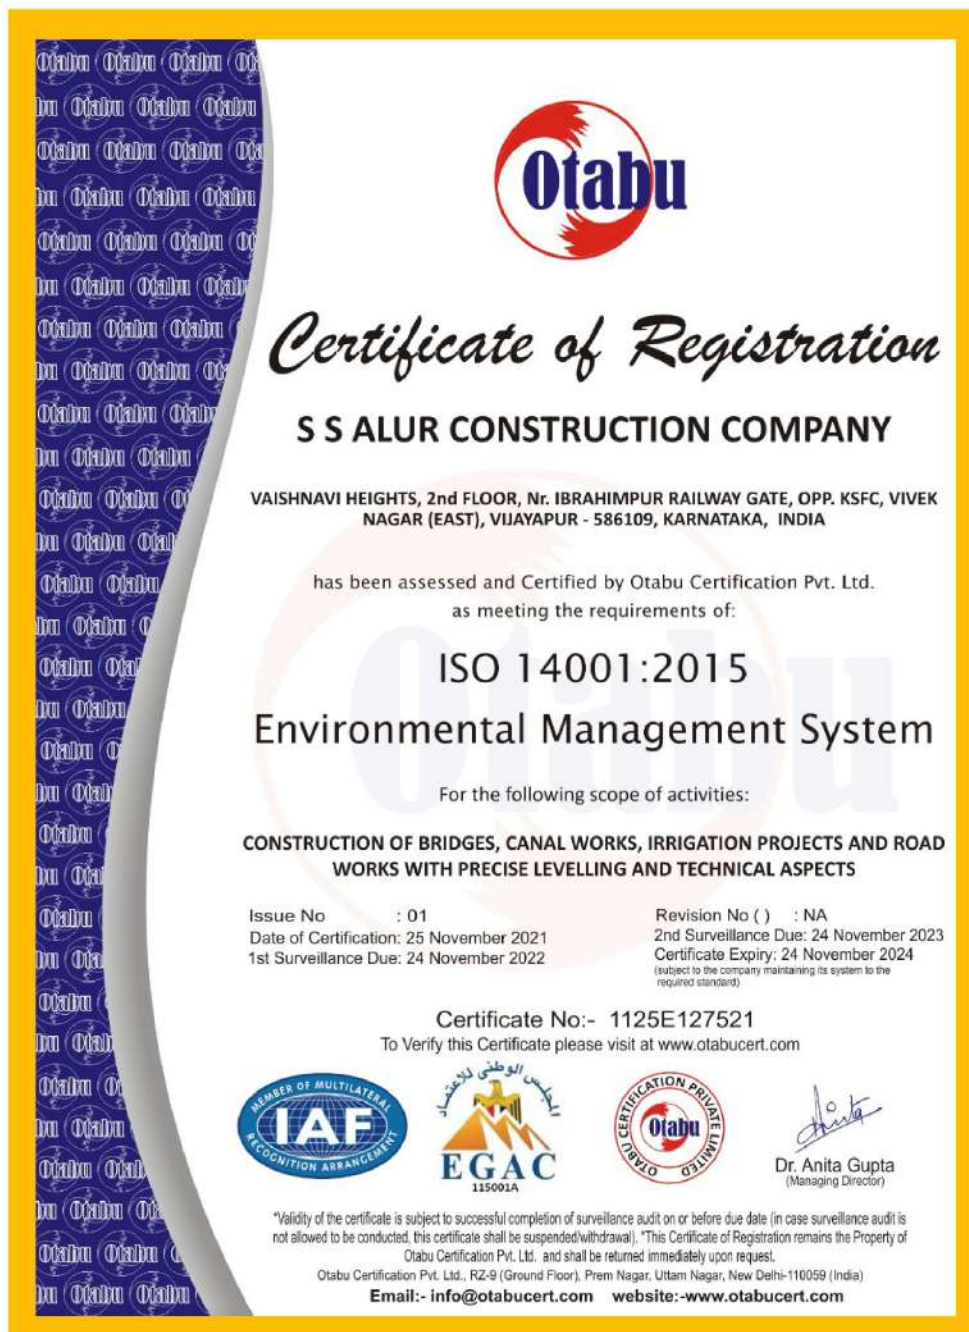 Otabu
Certificate of Registration
S S ALUR CONSTRUCTION COMPANY
VAISHNAVI HEIGHTS, 2nd FLOOR, Nr. IBRAHIMPUR RAILWAY GATE, OPP. KSFC, VIVEK
NAGAR (EAST), VIJAYAPUR - 586109, KARNATAKA, INDIA
has been assessed and Certified by Otabu Certification Pvt. Ltd.
as meeting the requirements of:
ISO 14001:2015
Environmental Management System
For the following scope of activities:
CONSTRUCTION OF BRIDGES, CANAL WORKS, IRRIGATION PROJECTS AND ROAD
WORKS WITH PRECISE LEVELLING AND TECHNICAL ASPECTS
Issue No : 01
Date of Certification: 25 November 2021
1st Surveillance Due: 24 November 2022
Revision No ( ) : NA
2nd Surveillance Due: 24 November 2023
Certificate Expiry: 24 November 2024
(subject to the company maintaining its system to the
required standard)
Certificate No:- 1125E127521
To Verify this Certificate please visit at www.otabucert.com
MEMBER OF MULTILATERAL
IAF
RECOGNITION ARRANGEMENT
المجلس الوطنى للإعتماد
EGAC
115001A
OTABU CERTIFICATION PRIVATE LIMITED
Otabu
Dr. Anita Gupta
(Managing Director)
*Validity of the certificate is subject to successful completion of surveillance audit on or before due date (in case surveillance audit is
not allowed to be conducted, this certificate shall be suspended/withdrawal). *This Certificate of Registration remains the Property of
Otabu Certification Pvt. Ltd. and shall be returned immediately upon request.
Otabu Certification Pvt. Ltd., RZ-9 (Ground Floor), Prem Nagar, Uttam Nagar, New Delhi-110059 (India)
Email:- info@otabucert.com website:-www.otabucert.com